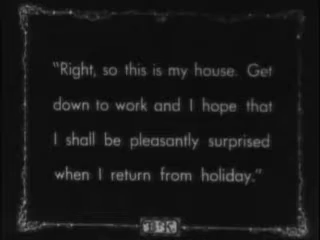 "Right, so this is my house. Get
down to work and I hope that
I shall be pleasantly surprised
when I return from holiday."